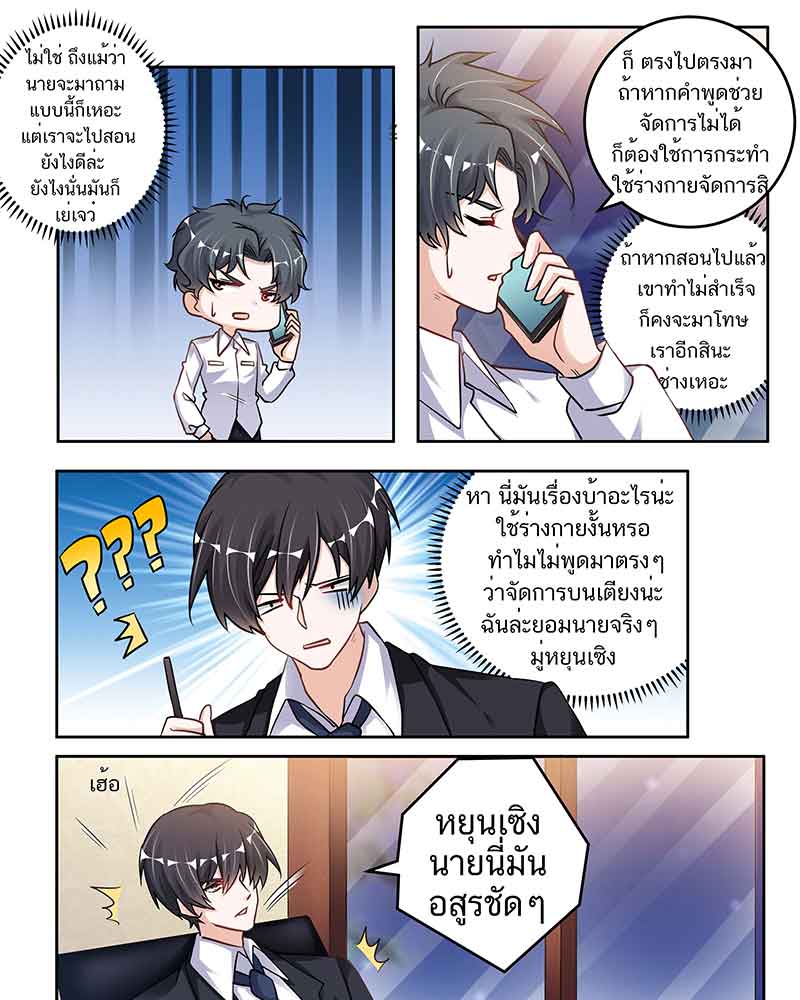 ไม่ใช่ ถึงแม้ว่า
นายจะมาถาม
แบบนี้ก็เหอะ
แต่เราจะไปสอน
ยังไงดีล่ะ
ยังไงนั่นมันก็
เย่เจว๋
ก็ ตรงไปตรงมา
ถ้าหากคำพูดช่วย
จัดการไม่ได้
ก็ต้องใช้การกระทำ
ใช้ร่างกายจัดการสิ
ถ้าหากสอนไปแล้ว
เขาทำไม่สำเร็จ
ก็คงจะมาโทษ
เราอีกสินะ
ช่างเหอะ
???
หา นี่มันเรื่องบ้าอะไรน่ะ
ใช้ร่างกายงั้นหรอ
ทำไมไม่พูดมาตรงๆ
ว่าจัดการบนเตียงน่ะ
ฉันล่ะยอมนายจริงๆ
มู่หยุนเซิง
เฮ้อ
หยุนเซิง
นายนี่มัน
อสูรชัดๆ